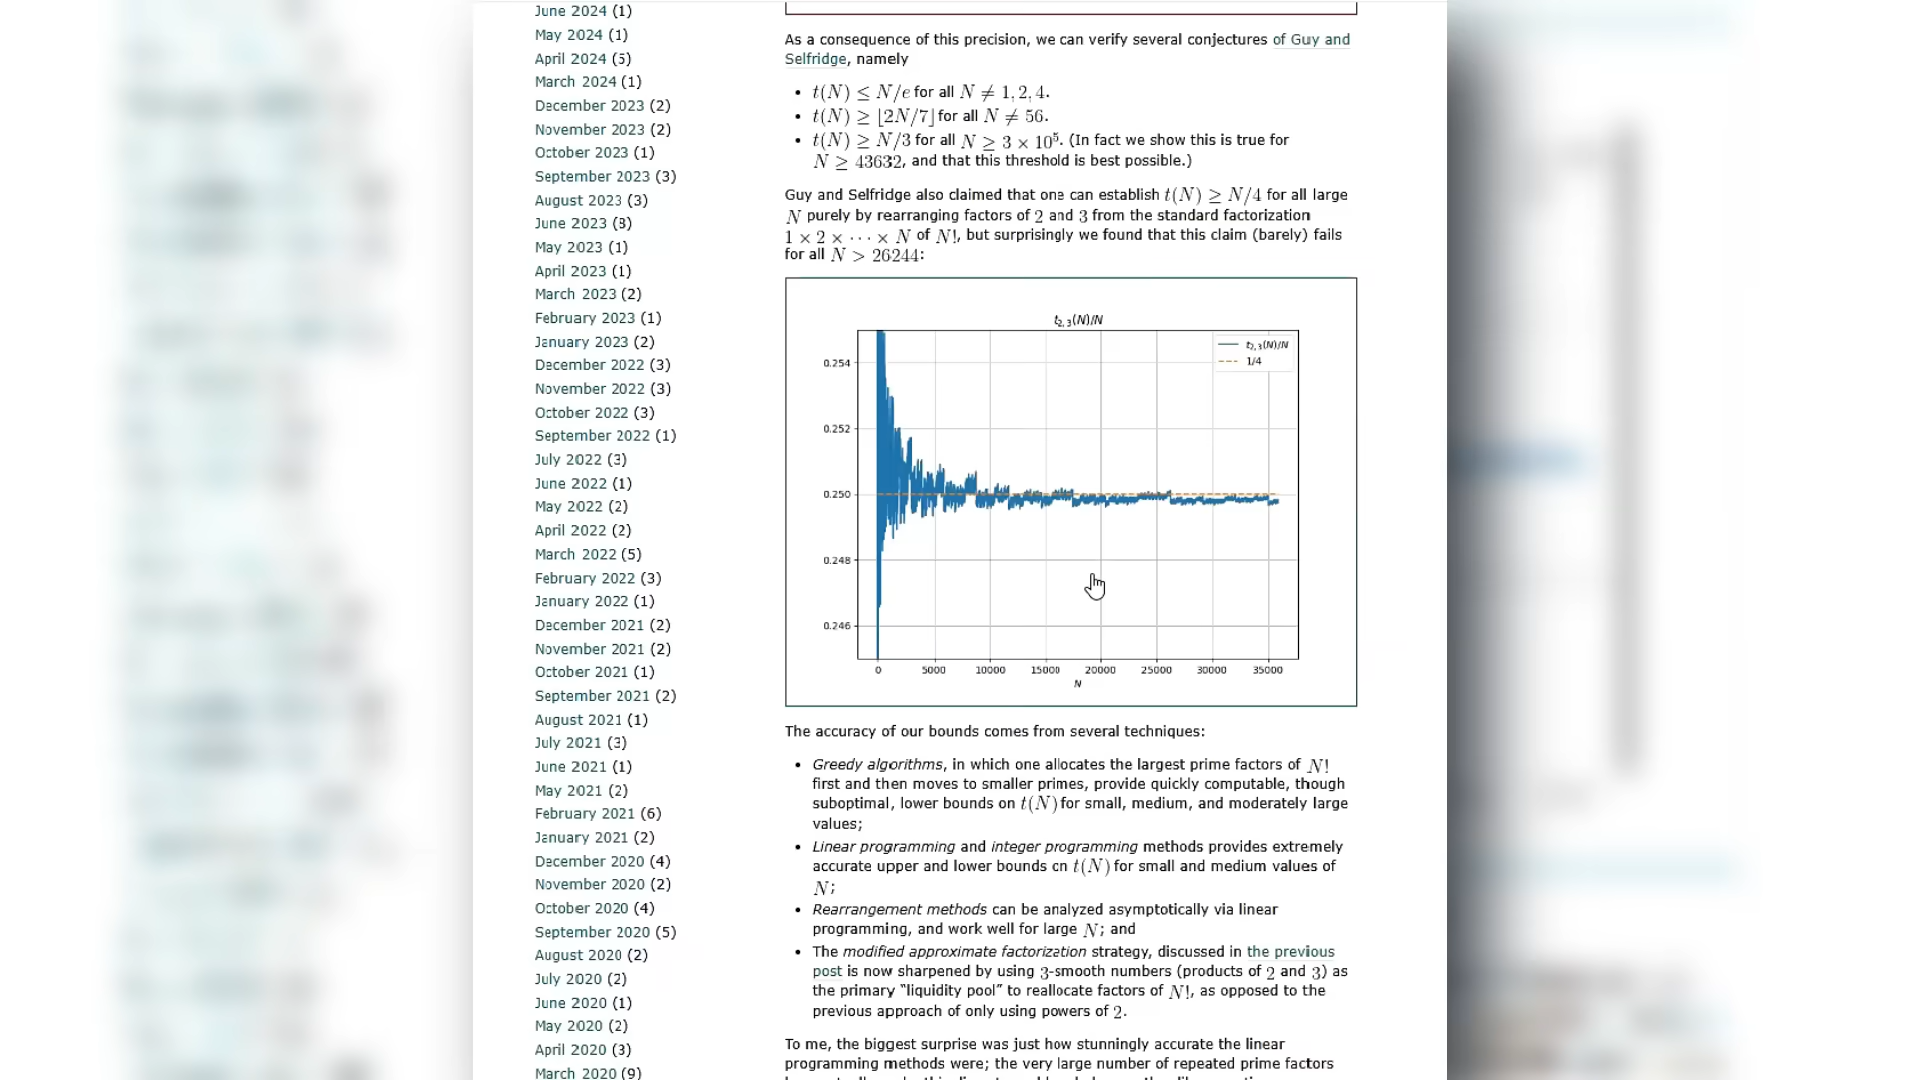 June 2024 (1)
May 2024 (1)
April 2024 (5)
March 2024 (1)
December 2023 (2)
November 2023 (2)
October 2023 (1)
September 2023 (3)
August 2023 (3)
June 2023 (8)
May 2023 (1)
April 2023 (1)
March 2023 (2)
February 2023 (1)
January 2023 (2)
December 2022 (3)
November 2022 (3)
October 2022 (3)
September 2022 (1)
July 2022 (3)
June 2022 (1)
May 2022 (2)
April 2022 (2)
March 2022 (5)
February 2022 (3)
January 2022 (1)
December 2021 (2)
November 2021 (2)
October 2021 (1)
September 2021 (2)
August 2021 (1)
July 2021 (3)
June 2021 (1)
May 2021 (2)
February 2021 (6)
January 2021 (2)
December 2020 (4)
November 2020 (2)
October 2020 (4)
September 2020 (5)
August 2020 (2)
July 2020 (2)
June 2020 (1)
May 2020 (2)
April 2020 (3)
March 2020 (9)
As a consequence of this precision, we can verify several conjectures of Guy and
Selfridge, namely
• t(N) ≤ N/e for all N ≠ 1, 2, 4.
• t(N) ≥ ⌊2N/7⌋ for all N ≠ 56.
• t(N) ≥ N/3 for all N ≥ 3 × 10⁵. (In fact we show this is true for
N ≥ 43632, and that this threshold is best possible.)
Guy and Selfridge also claimed that one can establish t(N) ≥ N/4 for all large
N purely by rearranging factors of 2 and 3 from the standard factorization
1 × 2 × ⋯ × N of N!, but surprisingly we found that this claim (barely) fails
for all N > 26244:
t₂,₃(N)/N
t₂,₃(N)/N
1/4
0.254
0.252
0.250
0.248
0.246
0 5000 10000 15000 20000 25000 30000 35000
N
The accuracy of our bounds comes from several techniques:
• Greedy algorithms, in which one allocates the largest prime factors of N!
first and then moves to smaller primes, provide quickly computable, though
suboptimal, lower bounds on t(N) for small, medium, and moderately large
values;
• Linear programming and integer programming methods provides extremely
accurate upper and lower bounds on t(N) for small and medium values of
N;
• Rearrangement methods can be analyzed asymptotically via linear
programming, and work well for large N; and
• The modified approximate factorization strategy, discussed in the previous
post is now sharpened by using 3-smooth numbers (products of 2 and 3) as
the primary “liquidity pool” to reallocate factors of N!, as opposed to the
previous approach of only using powers of 2.
To me, the biggest surprise was just how stunningly accurate the linear
programming methods were; the very large number of repeated prime factors